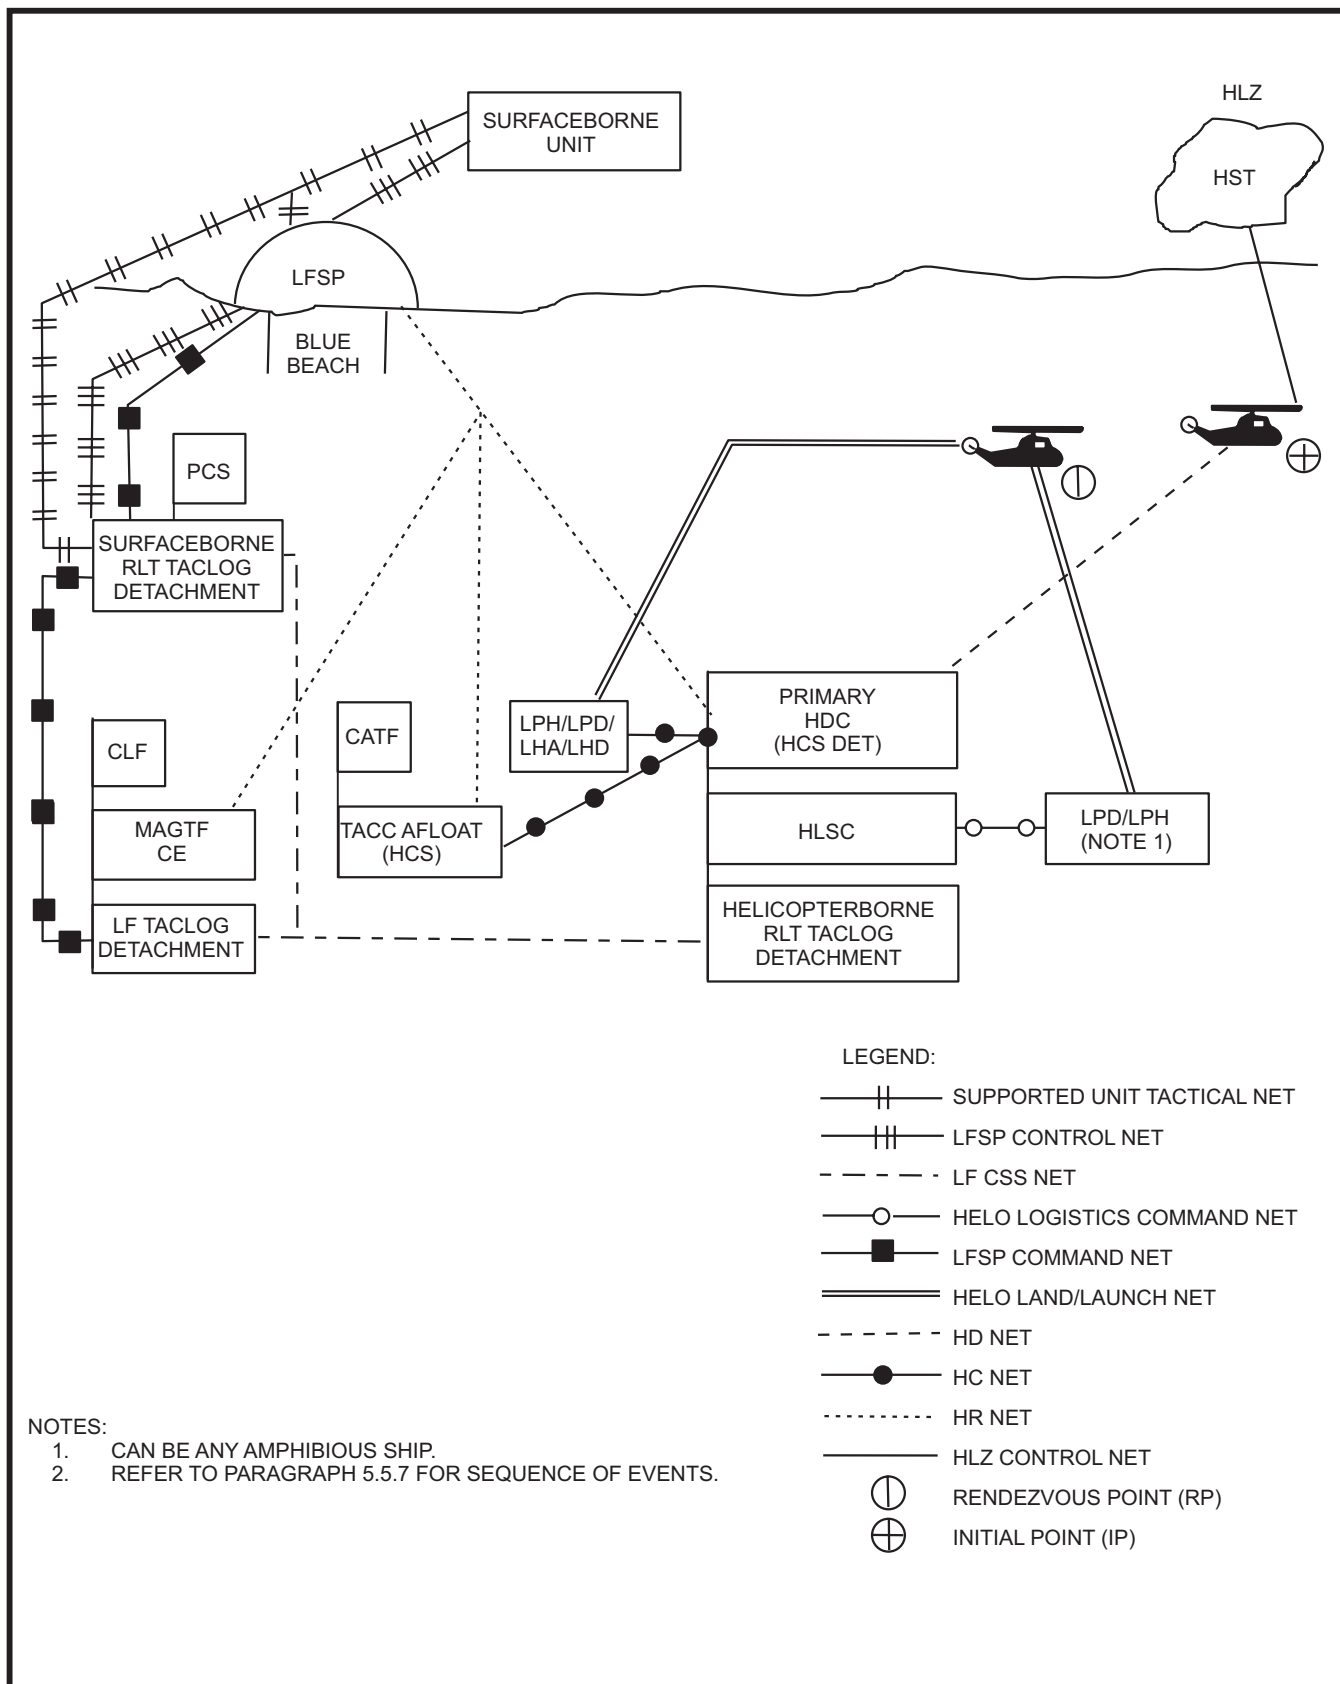 HLZ
SURFACEBORNE
UNIT
HST
LFSP
BLUE
BEACH
PCS
SURFACEBORNE
RLT TACLOG
DETACHMENT
PRIMARY
HDC
(HCS DET)
LPH/LPD/
LHA/LHD
CATF
CLF
MAGTF
CE
TACC AFLOAT
(HCS)
HLSC
LPD/LPH
(NOTE 1)
LF TACLOG
DETACHMENT
HELICOPTERBORNE
RLT TACLOG
DETACHMENT
LEGEND:
SUPPORTED UNIT TACTICAL NET
LFSP CONTROL NET
LF CSS NET
HELO LOGISTICS COMMAND NET
LFSP COMMAND NET
HELO LAND/LAUNCH NET
HD NET
HC NET
HR NET
HLZ CONTROL NET
RENDEZVOUS POINT (RP)
INITIAL POINT (IP)
NOTES:
1. CAN BE ANY AMPHIBIOUS SHIP.
2. REFER TO PARAGRAPH 5.5.7 FOR SEQUENCE OF EVENTS.